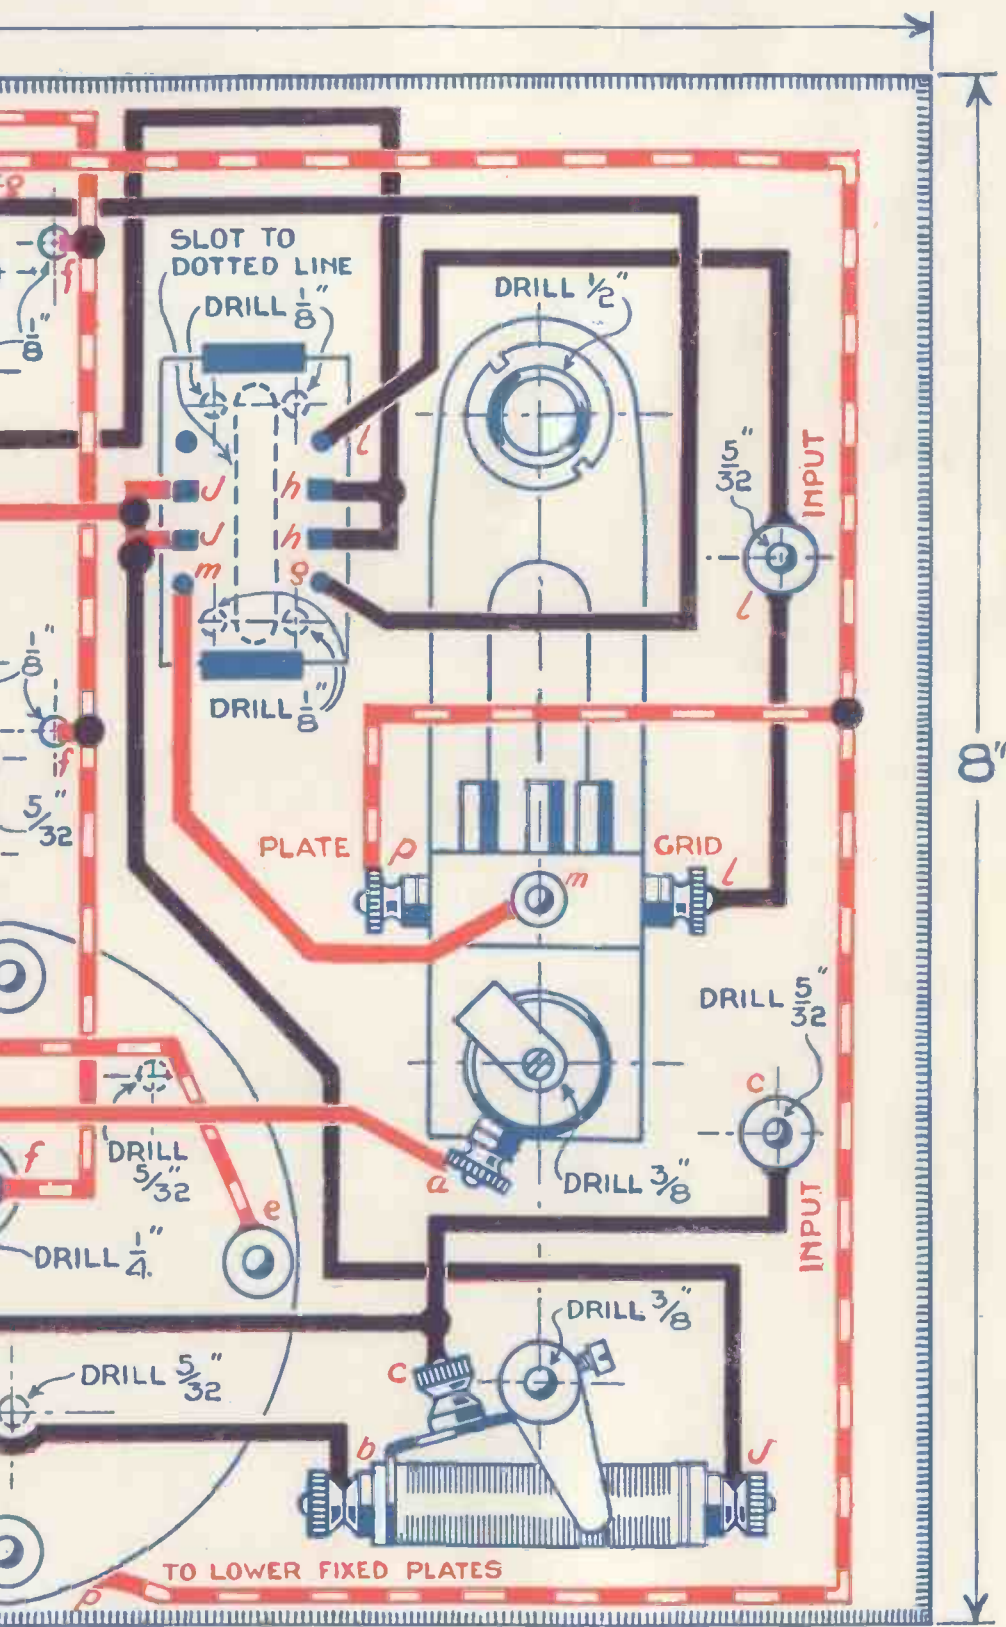 g
SLOT TO
DOTTED LINE
DRILL 1/8"
DRILL 1/2"
f
1/8"
l
5/32"
INPUT
J
h
J
h
m
g
l
1/8"
DRILL 1/8"
f
8"
5/32"
PLATE
p
GRID
l
m
DRILL 5/32"
c
DRILL 5/32"
f
a
DRILL 3/8"
e
INPUT
DRILL 1/4"
DRILL 3/8"
DRILL 5/32"
c
b
J
TO LOWER FIXED PLATES
p